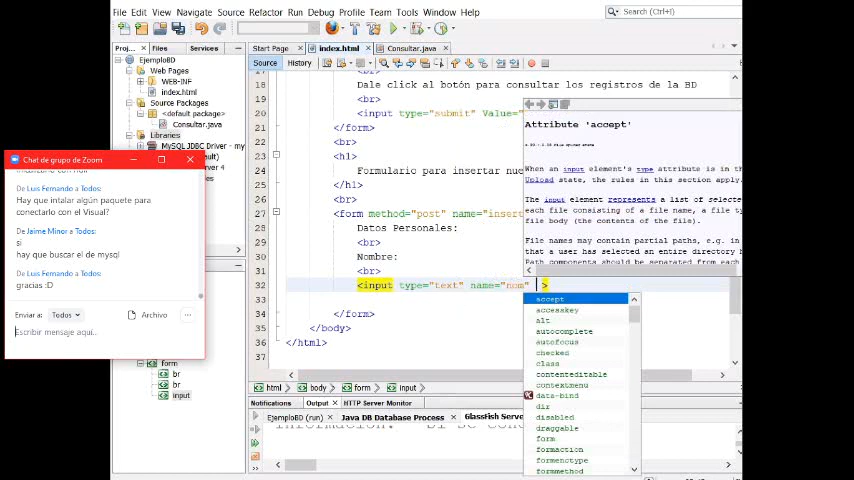 File Edit View Navigate Source Refactor Run Debug Profile Team Tools Window Help
Search (Ctrl+I)
Proj... Files Services
EjemploBD
Web Pages
WEB-INF
index.html
Source Packages
<default package>
Consultar.java
Libraries
MySQL JDBC Driver - my
Start Page index.html Consultar.java
Source History
17 <br>
18 Dale click al botón para consultar los registros de la BD
19 <br>
20 <input type="submit" Value="
21 </form>
22 <br>
23 <h1>
24 Formulario para insertar nue
25 </h1>
26 <br>
27 <form method="post" name="inser
28 Datos Personales:
29 <br>
30 Nombre:
31 <br>
32 <input type="text" name="nom" >
33
34 </form>
35 </body>
36 </html>
37
Attribute 'accept'
When an input element's type attribute is in the
Upload state, the rules in this section apply.
The input element represents a list of selecte
each file consisting of a file name, a file typ
file body (the contents of the file).
File names may contain partial paths, e.g. in
that a user has selected an entire directory h
Path components should be separated from each
accept
accesskey
alt
autocomplete
autofocus
checked
class
contenteditable
contextmenu
data-bind
dir
disabled
draggable
form
formaction
formenctype
formmethod
Chat de grupo de Zoom
De Luis Fernando a Todos:
Hay que intalar algún paquete para
conectarlo con el Visual?
De Jaime Minor a Todos:
si
hay que buscar el de mysql
De Luis Fernando a Todos:
gracias :D
Enviar a: Todos Archivo ...
Escribir mensaje aquí...
form
br
br
input
html body form input
Notifications Output HTTP Server Monitor
EjemploBD (run) Java DB Database Process GlassFish Serve